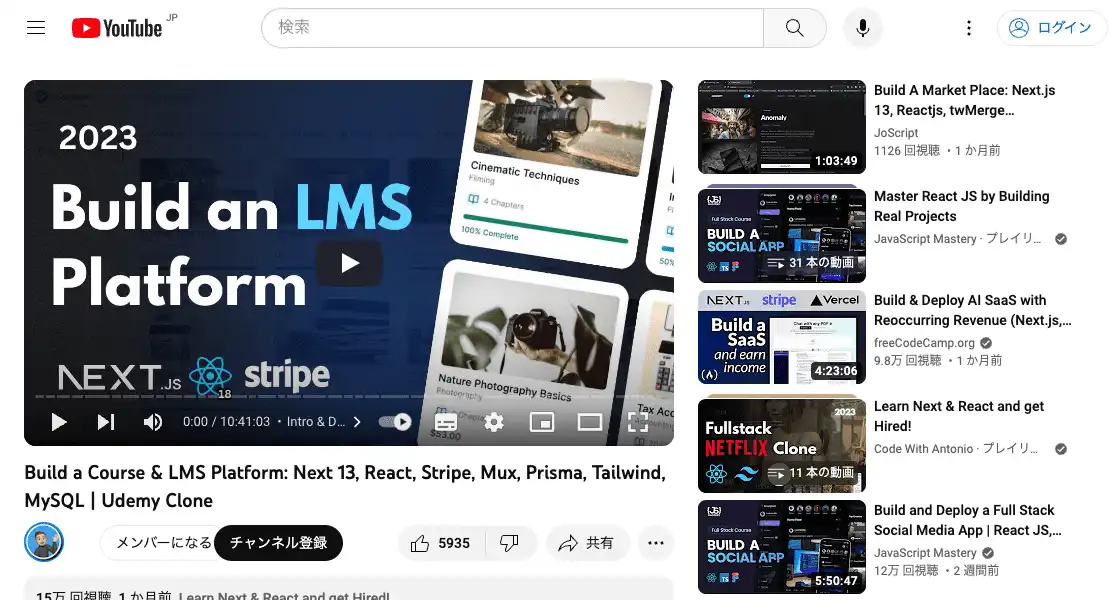 YouTube JP
検索
ログイン
2023
Build an LMS
Platform
NEXT.JS
18
stripe
Cinematic Techniques
Filming
4 Chapters
100% Complete
50%
Nature Photography Basics
Photography
$53.00
Tax Acc
0:00 / 10:41:03 • Intro & D...
Build a Course & LMS Platform: Next 13, React, Stripe, Mux, Prisma, Tailwind,
MySQL | Udemy Clone
メンバーになる
チャンネル登録
5935
共有
15万 回視聴 1 か月前 Learn Next & React and get Hired!
Anomaly
1:03:49
Build A Market Place: Next.js
13, Reactjs, twMerge…
JoScript
1126 回視聴 ・1 か月前
(JS)
Full Stack Course
BUILD A
SOCIAL APP
TS
31 本の動画
Master React JS by Building
Real Projects
JavaScript Mastery · プレイリ…
NEXT.JS stripe Vercel
Build a
SaaS
and earn
income
Chat with any PDF
4:23:06
Build & Deploy AI SaaS with
Reoccurring Revenue (Next.js,…
freeCodeCamp.org
9.8万 回視聴 ・1 か月前
2023
Fullstack
NETFLIX Clone
11 本の動画
Learn Next & React and get
Hired!
Code With Antonio · プレイリ…
(JS)
Full Stack Course
BUILD A
SOCIAL APP
TS
5:50:47
Build and Deploy a Full Stack
Social Media App | React JS,…
JavaScript Mastery
12万 回視聴 ・2 週間前